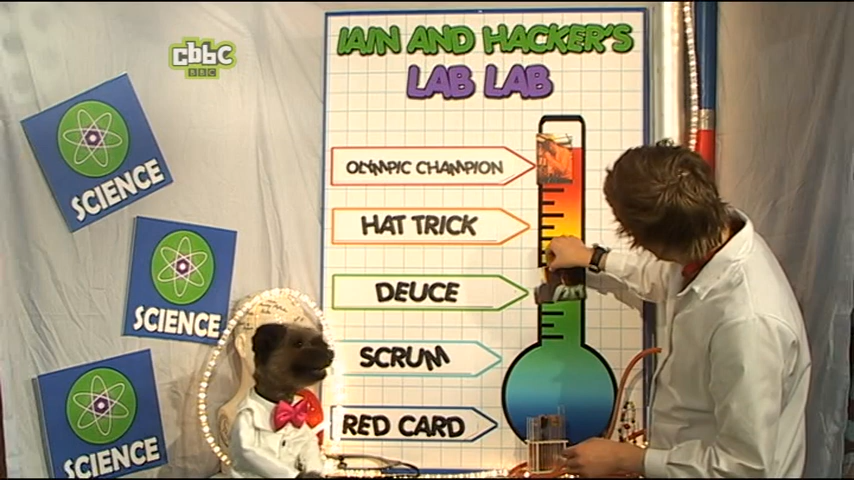 cbbc
BBC
IAIN AND HACKER'S
LAB LAB
OLYMPIC CHAMPION
HAT TRICK
DEUCE
SCRUM
RED CARD
SCIENCE
SCIENCE
SCIENCE